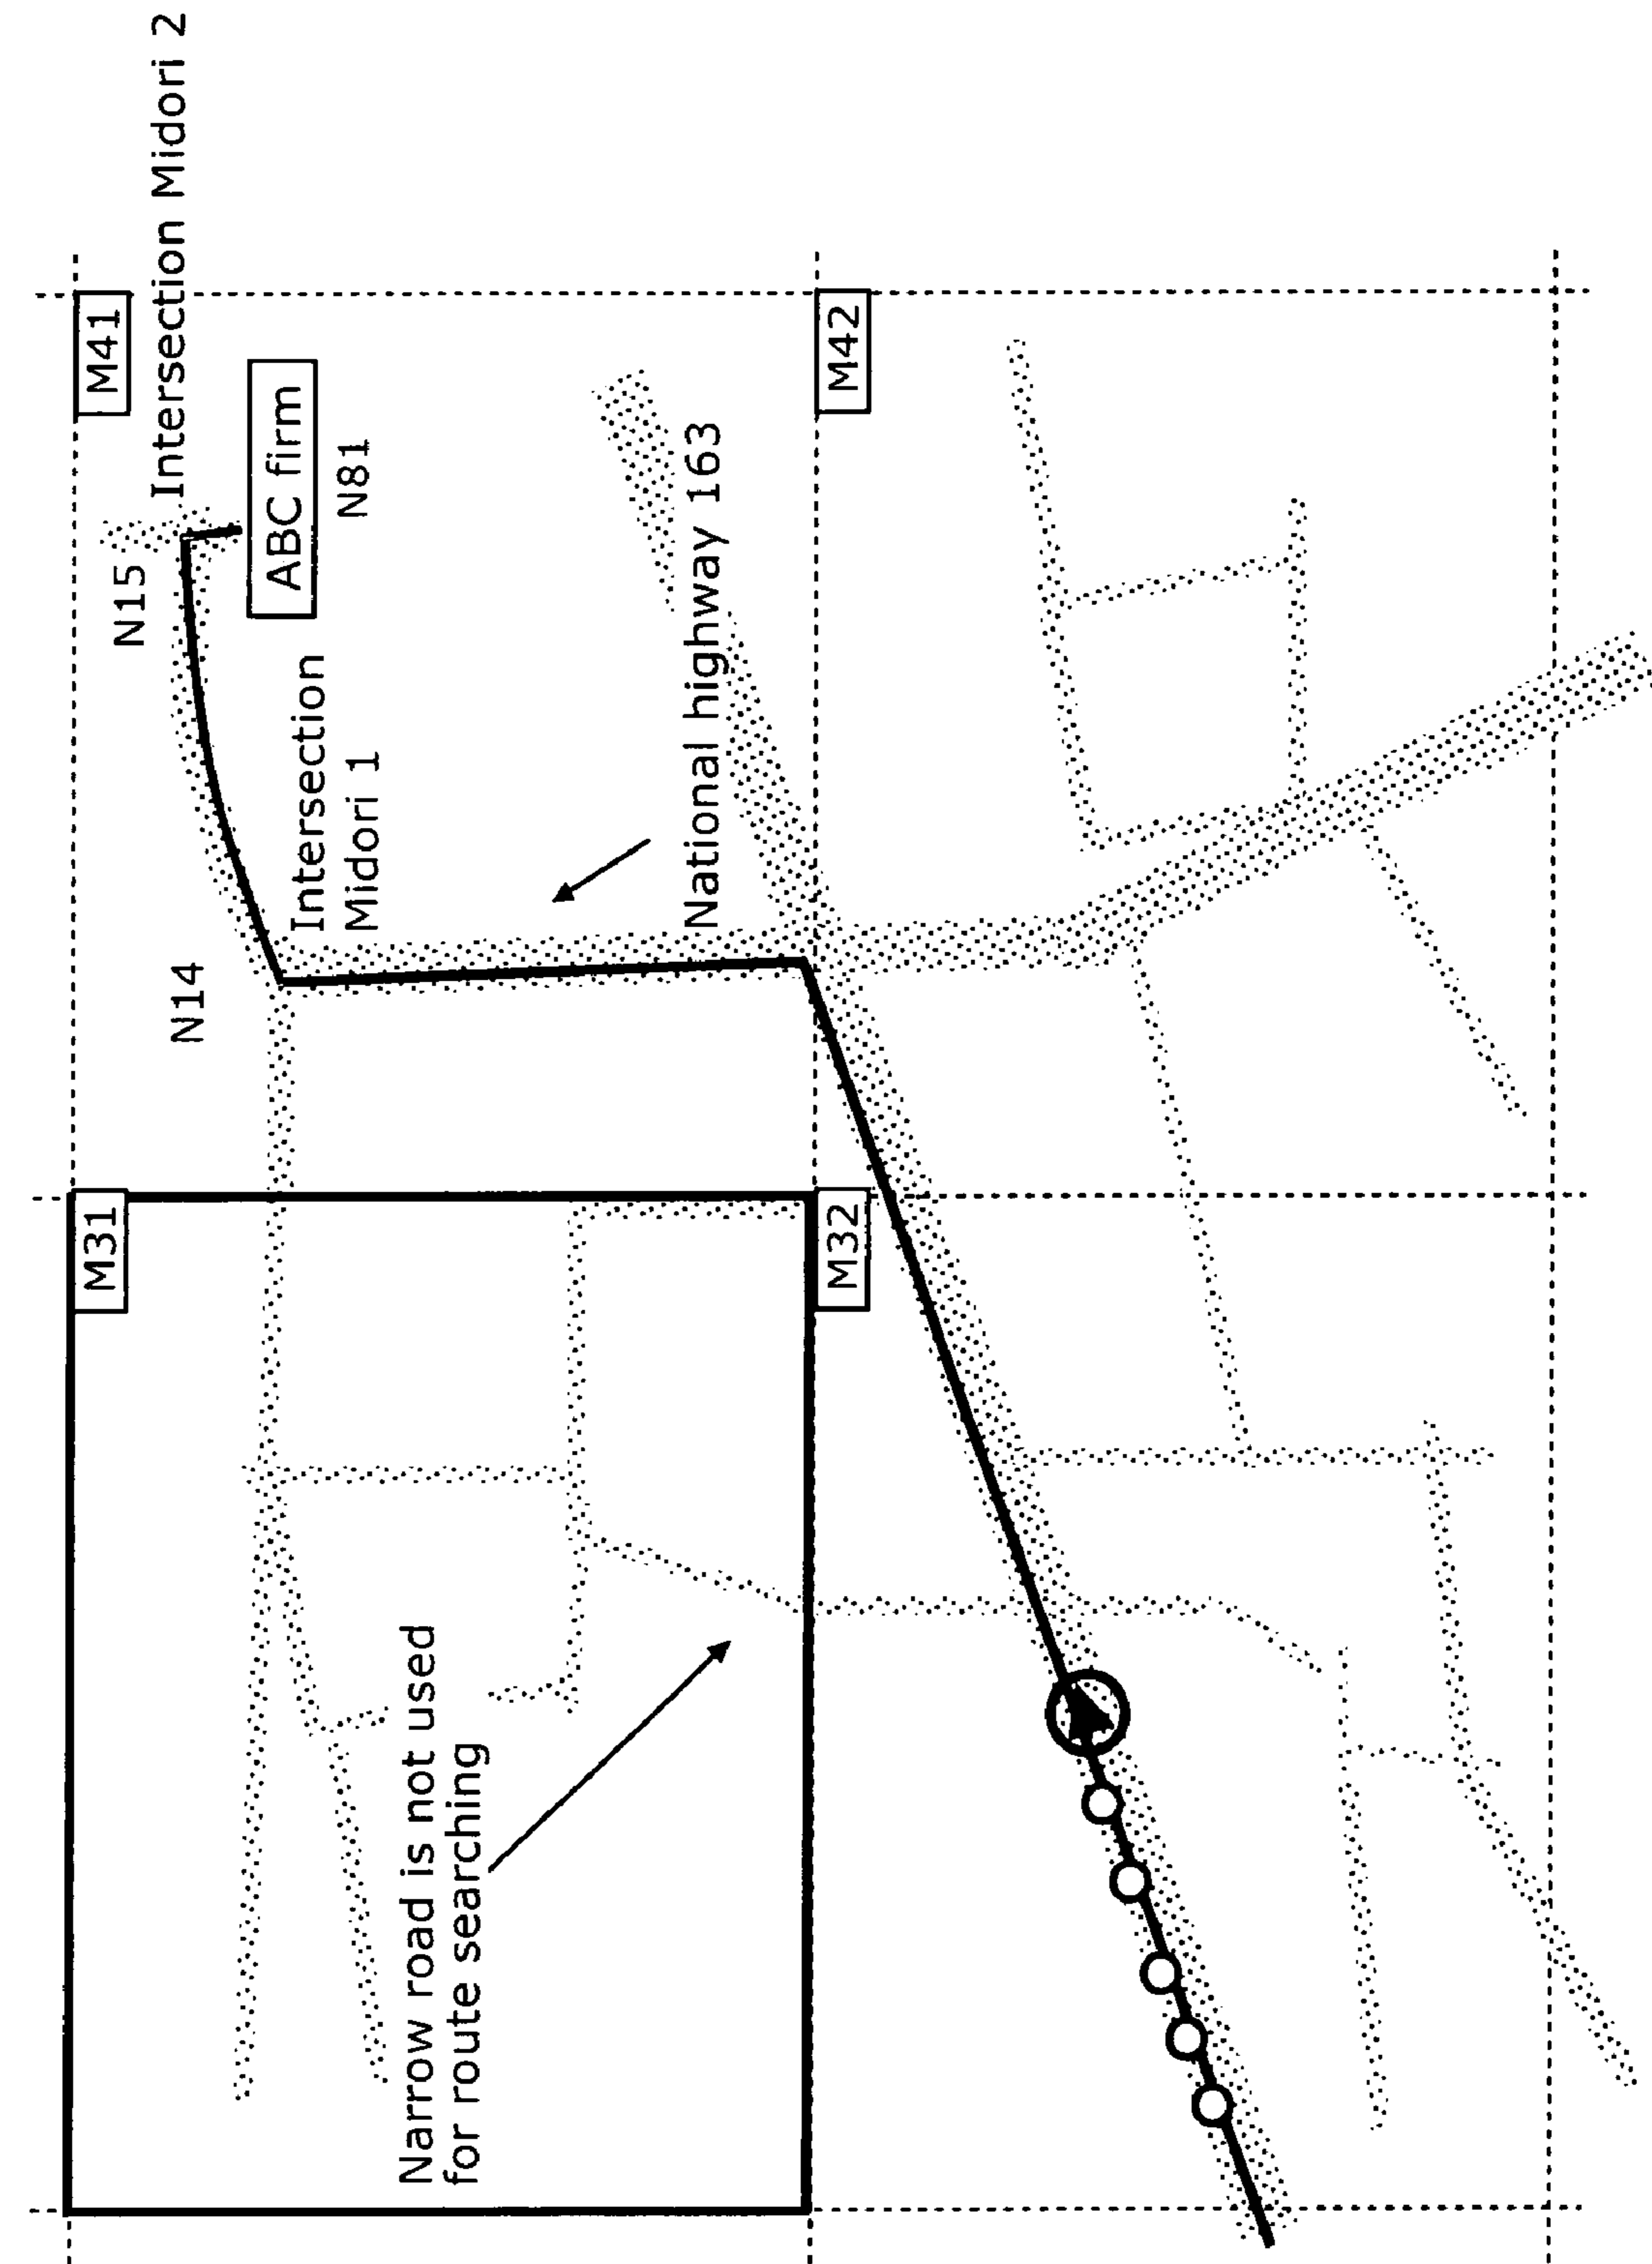 Intersection Midori 2
M41
N15
ABC firm
N81
Intersection
Midori 1
N14
National highway 163
M42
M31
M32
Narrow road is not used
for route searching